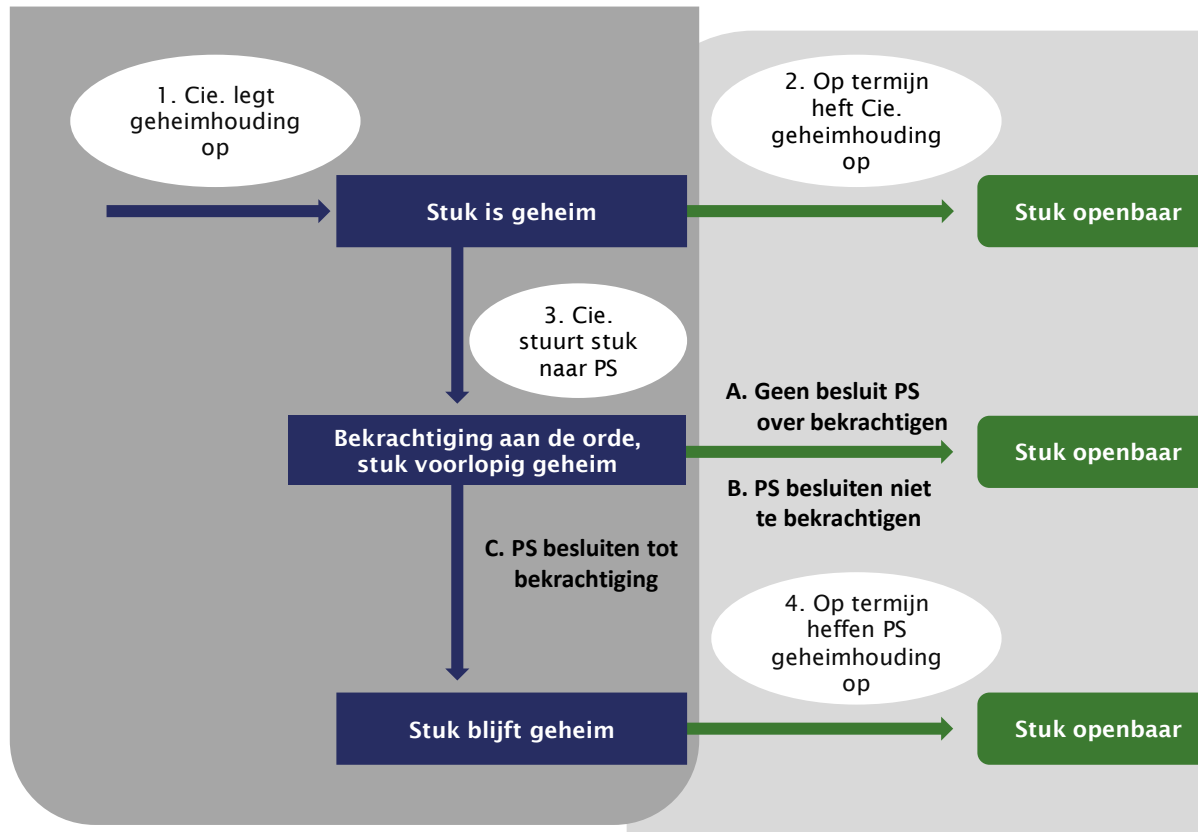 1. Cie. legt
geheimhouding
op
2. Op termijn
heft Cie.
geheimhouding
op
Stuk is geheim
Stuk openbaar
3. Cie.
stuurt stuk
naar PS
A. Geen besluit PS
over bekrachtigen
Bekrachtiging aan de orde,
stuk voorlopig geheim
Stuk openbaar
B. PS besluiten niet
te bekrachtigen
C. PS besluiten tot
bekrachtiging
4. Op termijn
heffen PS
geheimhouding
op
Stuk blijft geheim
Stuk openbaar